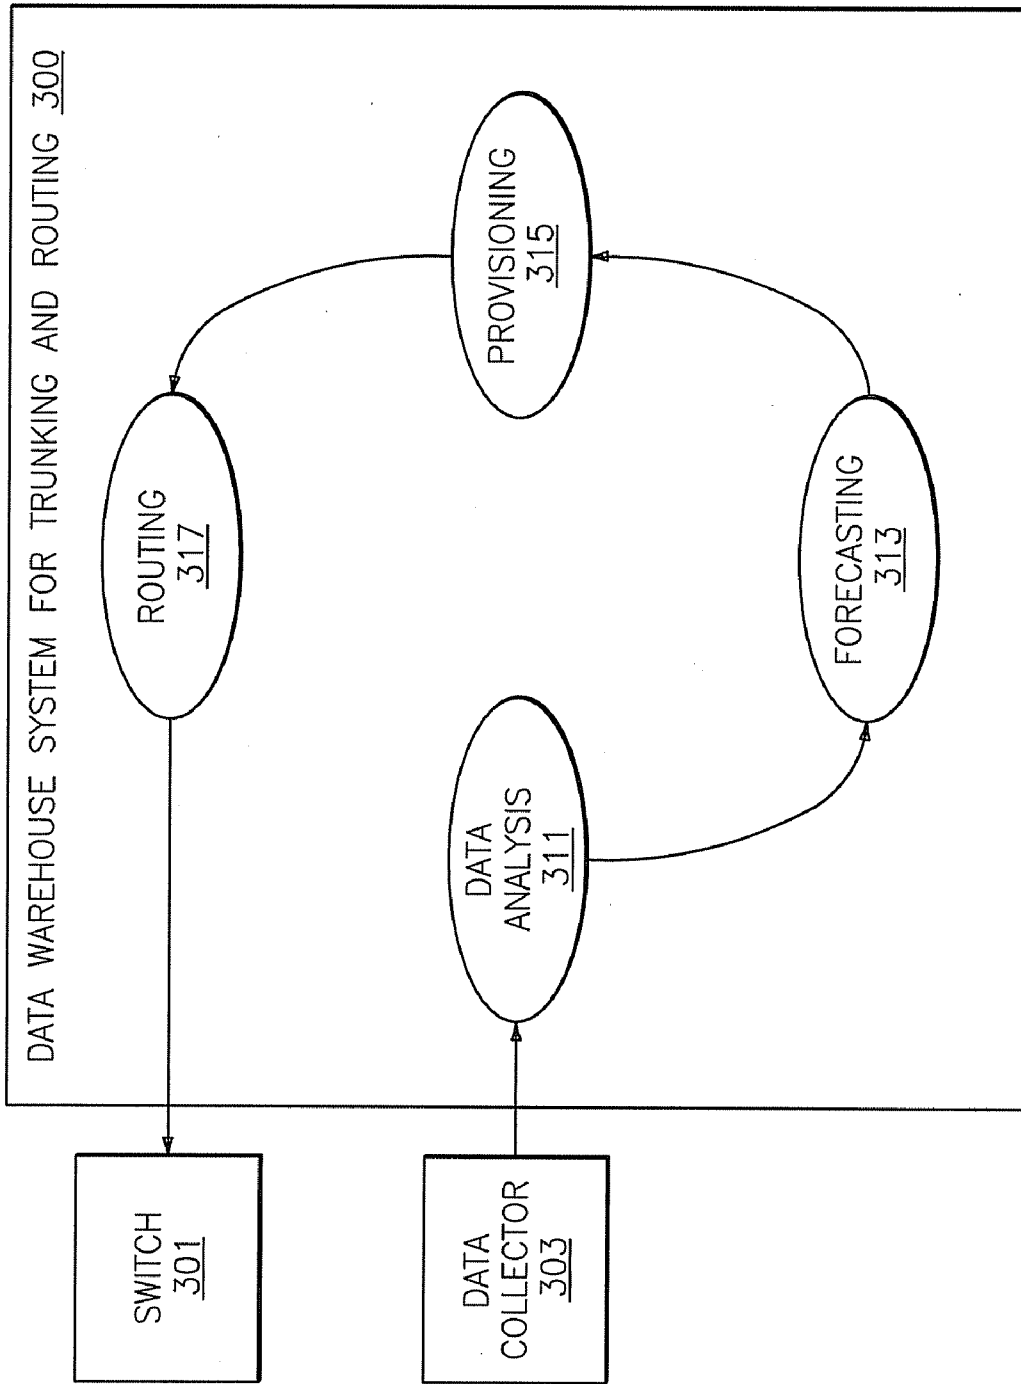 DATA WAREHOUSE SYSTEM FOR TRUNKING AND ROUTING 300
SWITCH
301
ROUTING
317
DATA
COLLECTOR
303
DATA
ANALYSIS
311
PROVISIONING
315
FORECASTING
313